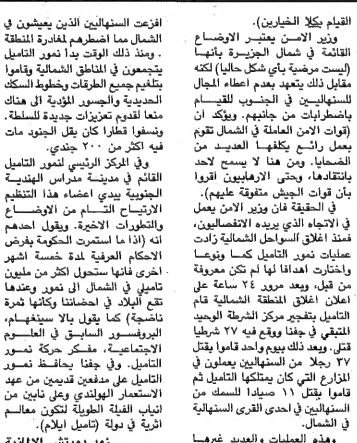 القيام بكلا الخيارين).
وزير الامن يعتبر الاوضاع
القائمة في شمال الجزيرة بأنها
(ليست مرضية بأي شكل حاليا) لكنه
مقابل ذلك يتعهد بعدم اعطاء المجال
للسنهاليين في الجنوب للقيام
باضطرابات من جانبهم. ويؤكد ان
(قوات الامن العاملة في الشمال تقوم
بعمل رائع يكلفها العديد من
الضحايا. ومن هنا لا يسمح لاحد
بانتقادها، وحتى الارهابيون اقروا
بأن قوات الجيش متفوقة عليهم).
في الحقيقة فان وزير الامن يعمل
في الاتجاه الذي يريده الانفصاليون،
فمنذ اغلاق السواحل الشمالية زادت
عمليات نمور التاميل كما ونوعا
واختارت اهدافا لها لم تكن معروفة
من قبل، وبعد مرور ٢٤ ساعة على
اعلان اغلاق المنطقة الشمالية قام
التاميل بتفجير مركز الشرطة الوحيد
المتبقي في جفنا ووقع فيه ٢٧ شرطيا
قتل. وبعد ذلك بيوم واحد قاموا بقتل
٣٧ رجلا من السنهاليين يعملون في
المزارع التي كان يمتلكها التاميل ثم
قاموا بقتل ١١ صيادا للسمك من
السنهاليين في احدى القرى السنهالية
في الشمال.
وهذه العمليات والعديد غيرها
افزعت السنهاليين الذين يعيشون في
الشمال مما اضطرهم لمغادرة المنطقة
. ومنذ ذلك الوقت بدأ نمور التاميل
يتجمعون في المناطق الشمالية وقاموا
بتلغيم جميع الطرقات وخطوط السكك
الحديدية والجسور المؤدية الى هناك
منعا لقدوم تعزيزات جديدة للسلطة.
ونسفوا قطارا كان يقل الجنود مات
فيه اكثر من ٢٠٠ جندي.
وفي المركز الرئيسي لنمور التاميل
القائم في مدينة مدراس الهندية
الجنوبية يبدي اعضاء هذا التنظيم
الارتياح التام من الاوضاع
والتطورات الاخيرة. ويقول احدهم
انه (اذا ما استمرت الحكومة بفرض
الاحكام العرفية لمدة خمسة اشهر
اخرى فانها ستحول اكثر من مليون
تاميلي في الشمال الى نمور وعندها
تقع البلاد في احضاننا وكأنها ثمرة
ناضجة) كما يقول بالا سينغهام،
البروفسور السابق في العلوم
الاجتماعية، مفكر حركة نمور
التاميل. وفي جفنا يحافظ نمور
التاميل على مدفعين قديمين من عهد
الاستعمار الهولندي وعلى نابين من
انياب الفيلة الطويلة لتكون معالم
اثرية في دولة (تاميل ايلام).